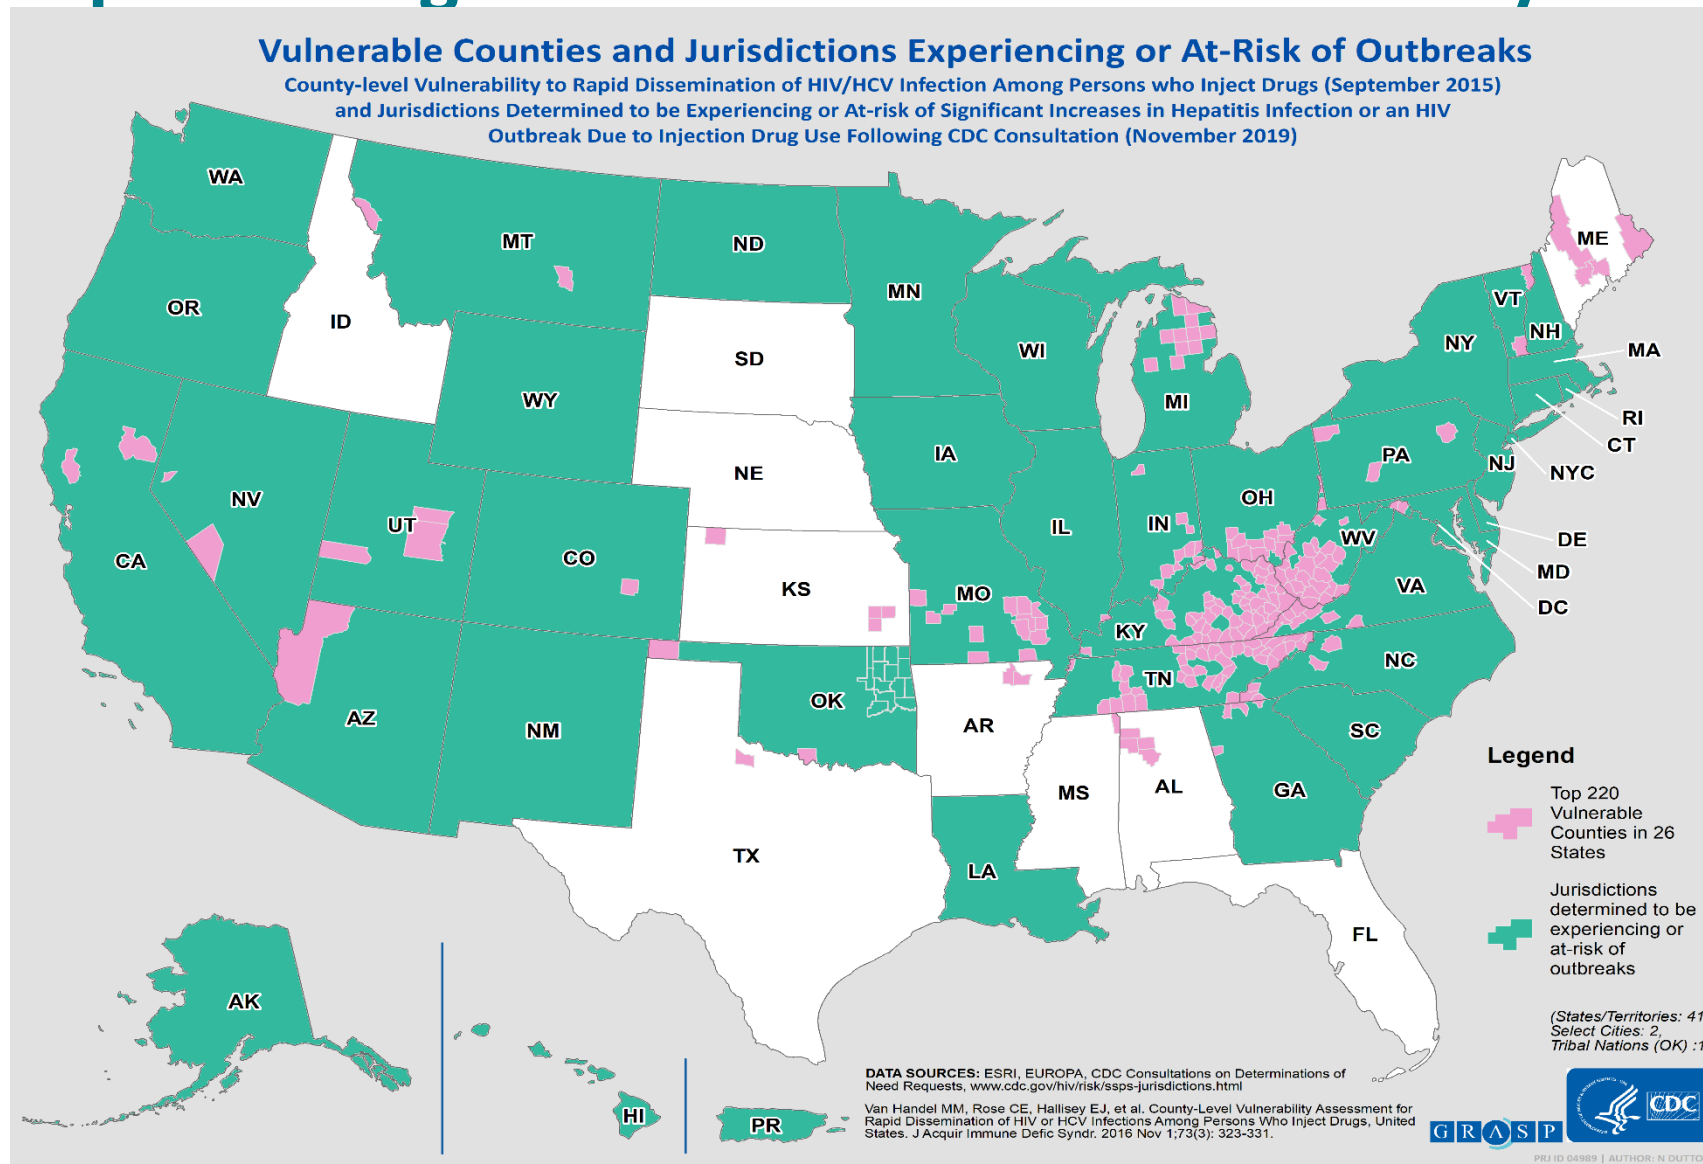 Vulnerable Counties and Jurisdictions Experiencing or At-Risk of Outbreaks
County-level Vulnerability to Rapid Dissemination of HIV/HCV Infection Among Persons who Inject Drugs (September 2015)
and Jurisdictions Determined to be Experiencing or At-risk of Significant Increases in Hepatitis Infection or an HIV
Outbreak Due to Injection Drug Use Following CDC Consultation (November 2019)
WA
MT
ND
MN
ME
OR
ID
SD
WI
VT
NH
NY
MA
WY
MI
RI
CT
IA
PA
NJ
NYC
NE
NV
UT
OH
IL
IN
WV
DE
CA
CO
KS
MO
VA
MD
DC
KY
NC
TN
OK
AZ
NM
AR
SC
MS
AL
GA
TX
LA
FL
AK
HI
PR
Legend
Top 220
Vulnerable
Counties in 26
States
Jurisdictions
determined to be
experiencing or
at-risk of
outbreaks
(States/Territories: 41
Select Cities: 2,
Tribal Nations (OK) :1
DATA SOURCES: ESRI, EUROPA, CDC Consultations on Determinations of
Need Requests, www.cdc.gov/hiv/risk/ssps-jurisdictions.html
Van Handel MM, Rose CE, Hallisey EJ, et al. County-Level Vulnerability Assessment for
Rapid Dissemination of HIV or HCV Infections Among Persons Who Inject Drugs, United
States. J Acquir Immune Defic Syndr. 2016 Nov 1;73(3): 323-331.
GRASP
CDC
PRJ ID 04989 | AUTHOR: N DUTTO